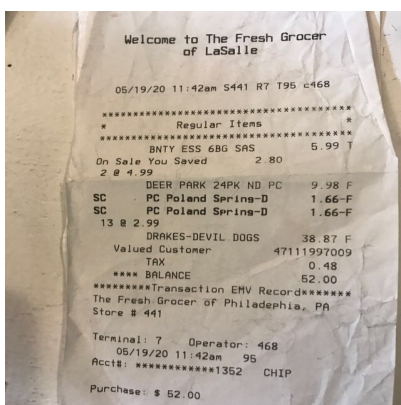 Welcome to The Fresh Grocer
of LaSalle
05/19/20 11:42am S441 R7 T95 c468
************************************
* Regular Items *
************************************
BNTY ESS 6BG SAS 5.99 T
On Sale You Saved 2.80
2 @ 4.99
DEER PARK 24PK ND PC 9.98 F
SC PC Poland Spring-D 1.66-F
SC PC Poland Spring-D 1.66-F
13 @ 2.99
DRAKES-DEVIL DOGS 38.87 F
Valued Customer 47111997009
TAX 0.48
**** BALANCE 52.00
*********Transaction EMV Record*******
The Fresh Grocer of Philadephia, PA
Store # 441
Terminal: 7 Operator: 468
05/19/20 11:42am 95
Acct#: ************1352 CHIP
Purchase: $ 52.00